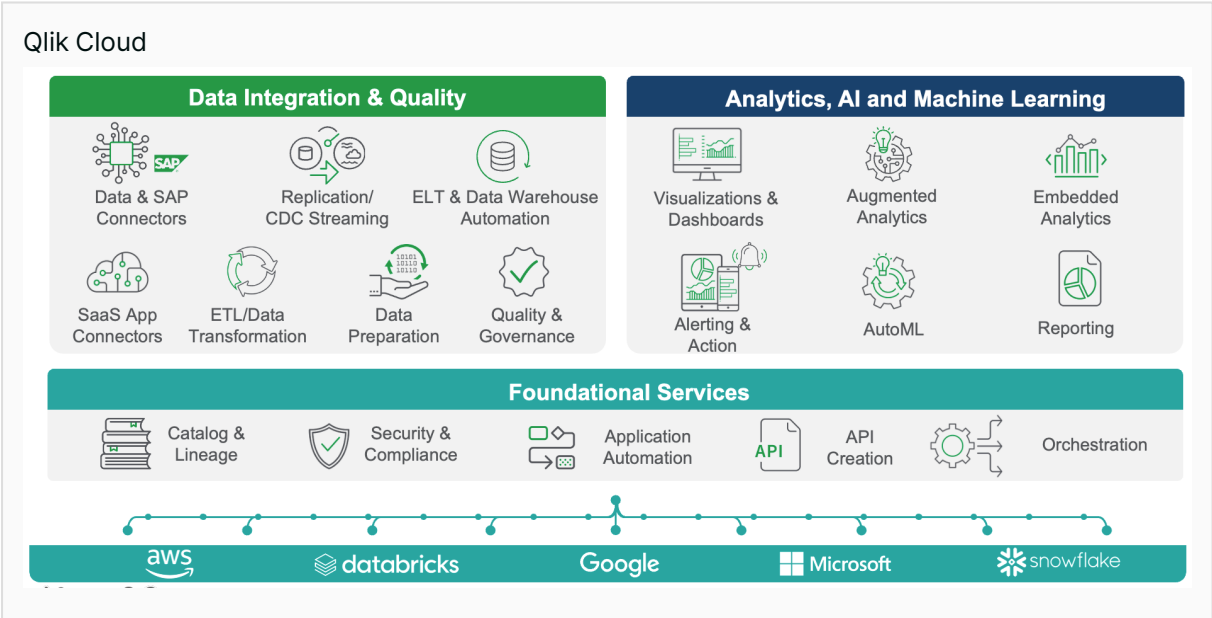 Qlik Cloud
Data Integration & Quality
SAP
Data & SAP
Connectors
Replication/
CDC Streaming
ELT & Data Warehouse
Automation
SaaS App
Connectors
ETL/Data
Transformation
10101
10110
10110
Data
Preparation
Quality &
Governance
Analytics, AI and Machine Learning
Visualizations &
Dashboards
Augmented
Analytics
Embedded
Analytics
Alerting &
Action
AutoML
Reporting
Foundational Services
Catalog &
Lineage
Security &
Compliance
Application
Automation
API
API
Creation
Orchestration
aws
databricks
Google
Microsoft
snowflake